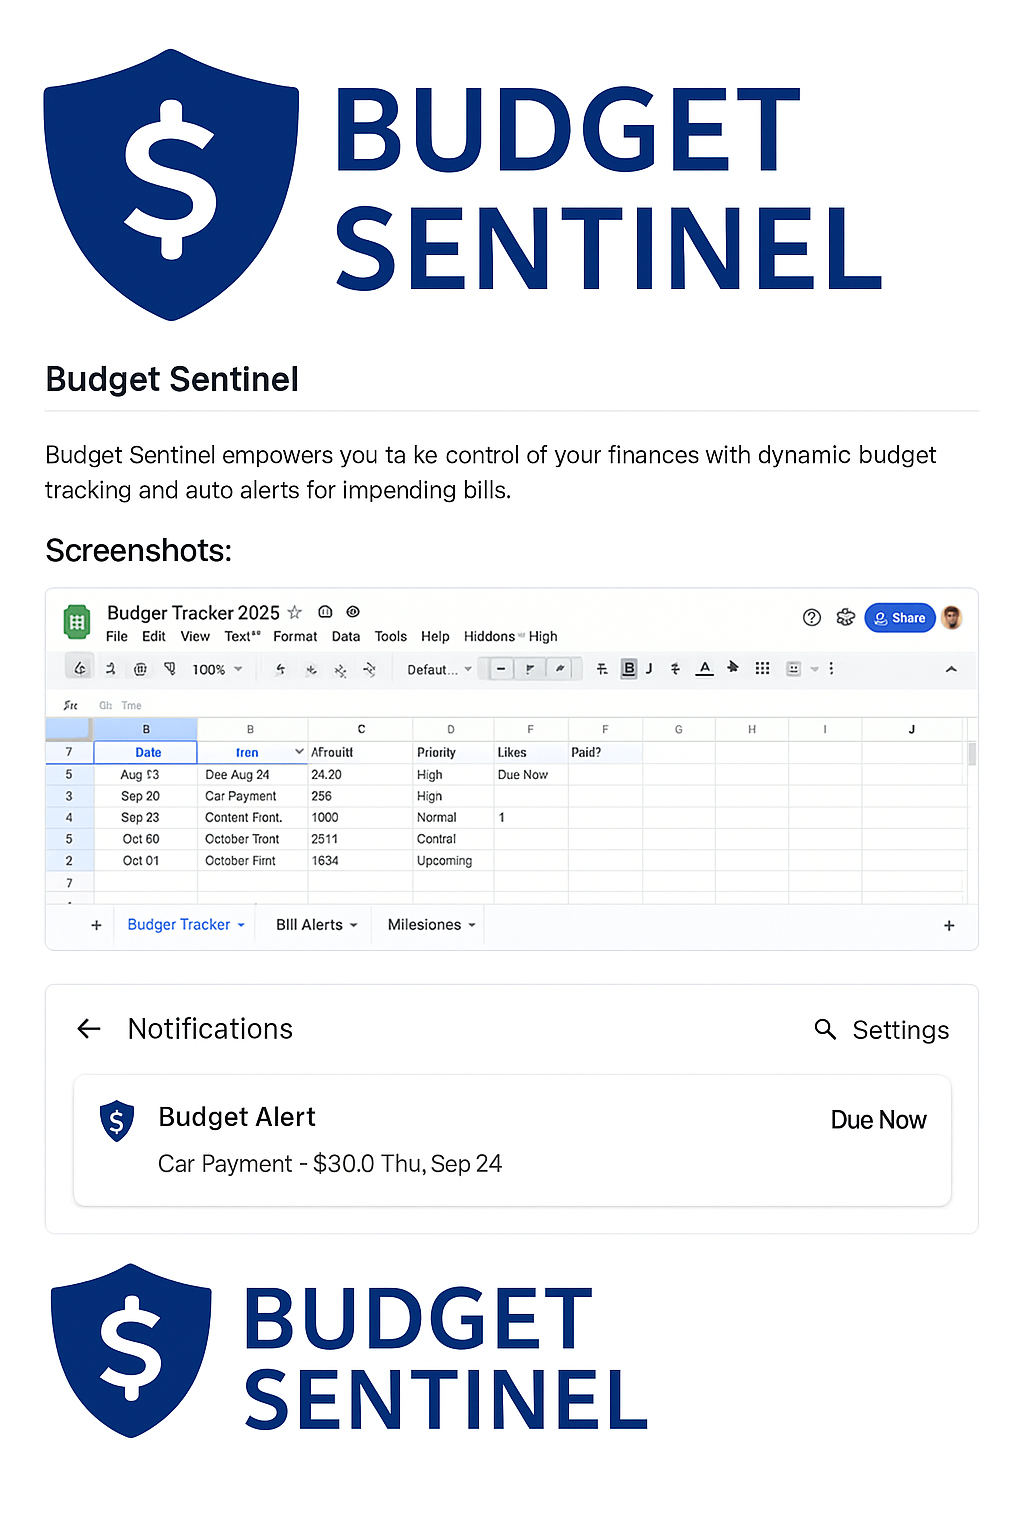 BUDGET
SENTINEL
Budget Sentinel
Budget Sentinel empowers you ta ke control of your finances with dynamic budget
tracking and auto alerts for impending bills.
Screenshots:
Budger Tracker 2025
Share
File Edit View Text Format Data Tools Help Hiddons High
100% Defaut... B J A
Gh Tme
B B C D F F G H I J
7 Date Iren AFrouitt Priority Likes Paid?
5 Aug Dee Aug 24 24.20 High Due Now
3 Sep 20 Car Payment 256 High
4 Sep 23 Content Front. 1000 Normal 1
5 Oct 60 October Tront 2511 Contral
2 Oct 01 October Firnt 1634 Upcoming
7
+ Budger Tracker BIll Alerts Milesiones +
Notifications Settings
$ Budget Alert Due Now
Car Payment - $30.0 Thu, Sep 24
$ BUDGET
SENTINEL